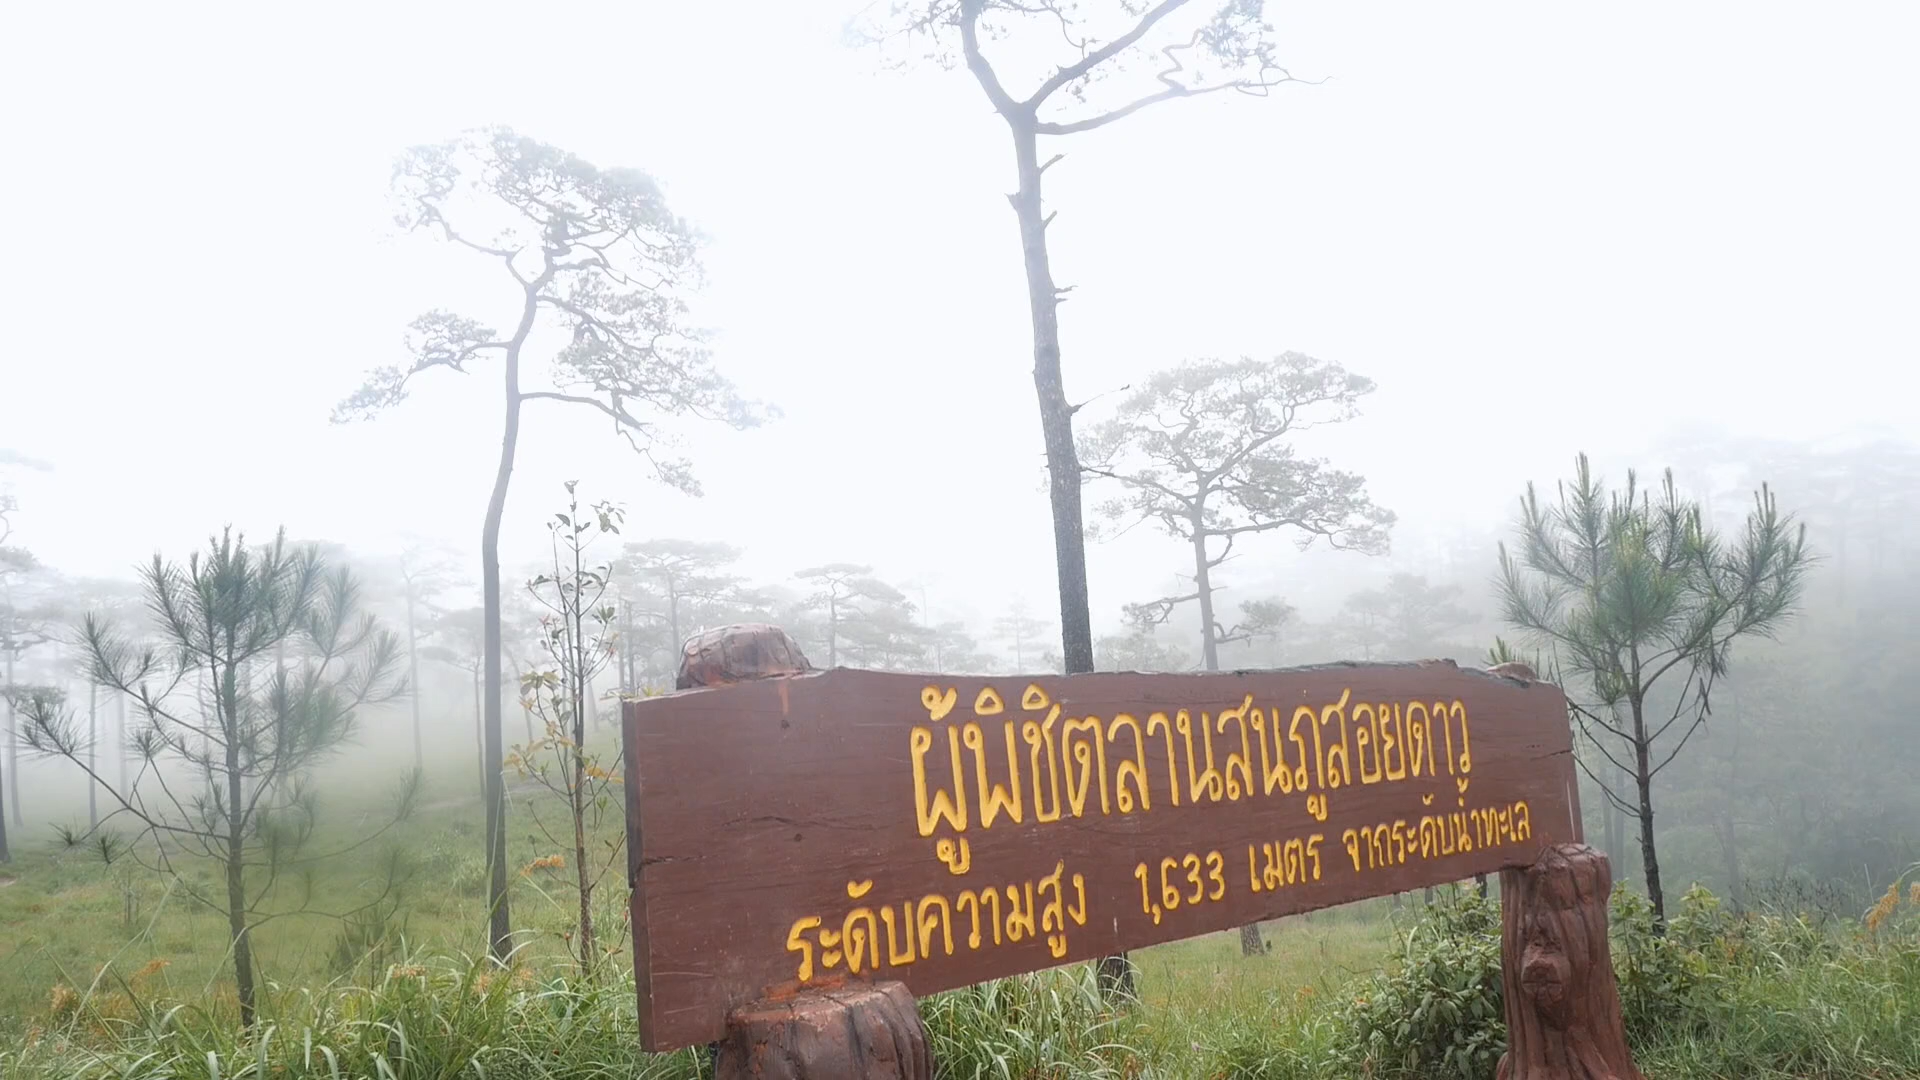 ผู้พิชิตลานสนภูสอยดาว
ระดับความสูง 1,633 เมตร จากระดับน้ำทะเล